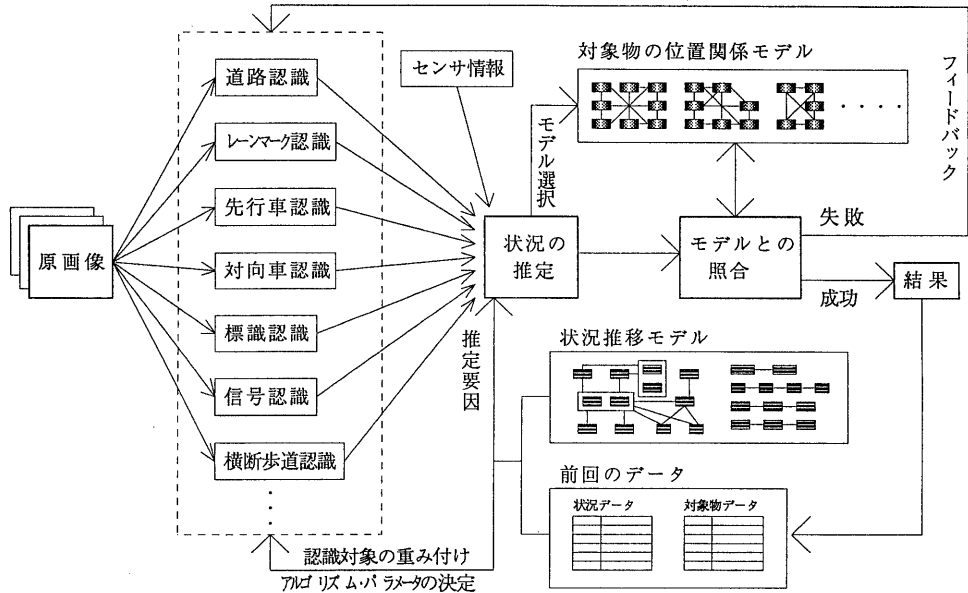 原画像
道路認識
レーンマーク認識
先行車認識
対向車認識
標識認識
信号認識
横断歩道認識
センサ情報
状況の
推定
モデル選択
対象物の位置関係モデル
モデルとの
照合
失敗
成功
フィードバック
結果
推定要因
状況推移モデル
前回のデータ
状況データ
対象物データ
認識対象の重み付け
アルゴリズム・パラメータの決定